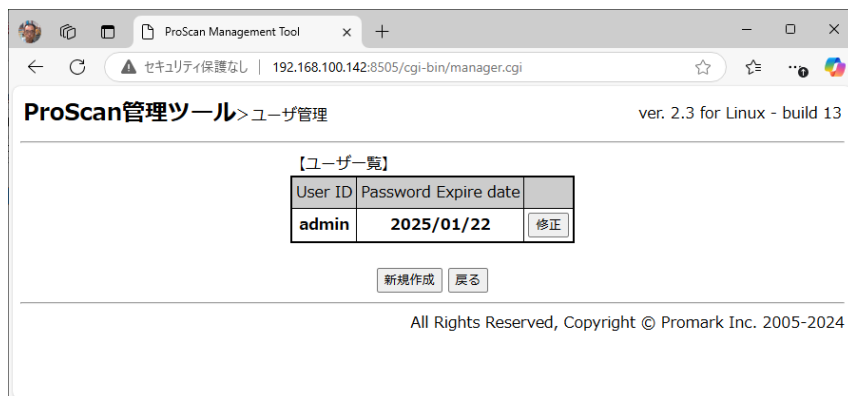 ProScan Management Tool
セキュリティ保護なし | 192.168.100.142:8505/cgi-bin/manager.cgi
ProScan管理ツール>ユーザ管理 ver. 2.3 for Linux - build 13
【ユーザ一覧】
User ID Password Expire date
admin 2025/01/22 修正
新規作成 戻る
All Rights Reserved, Copyright © Promark Inc. 2005-2024